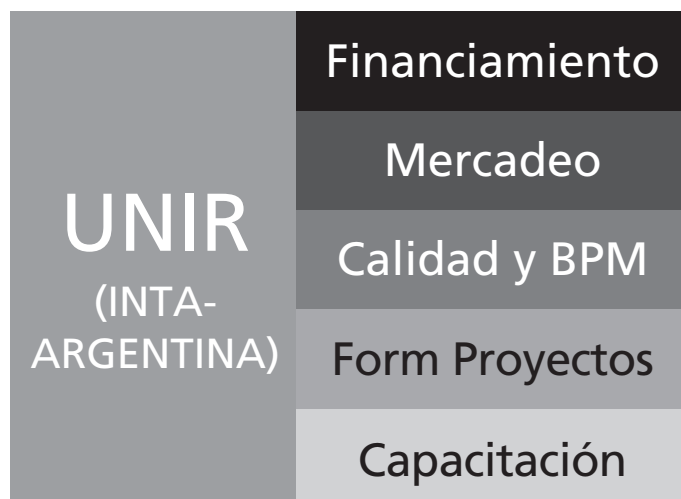 UNIR
(INTA-
ARGENTINA)
Financiamiento
Mercadeo
Calidad y BPM
Form Proyectos
Capacitación